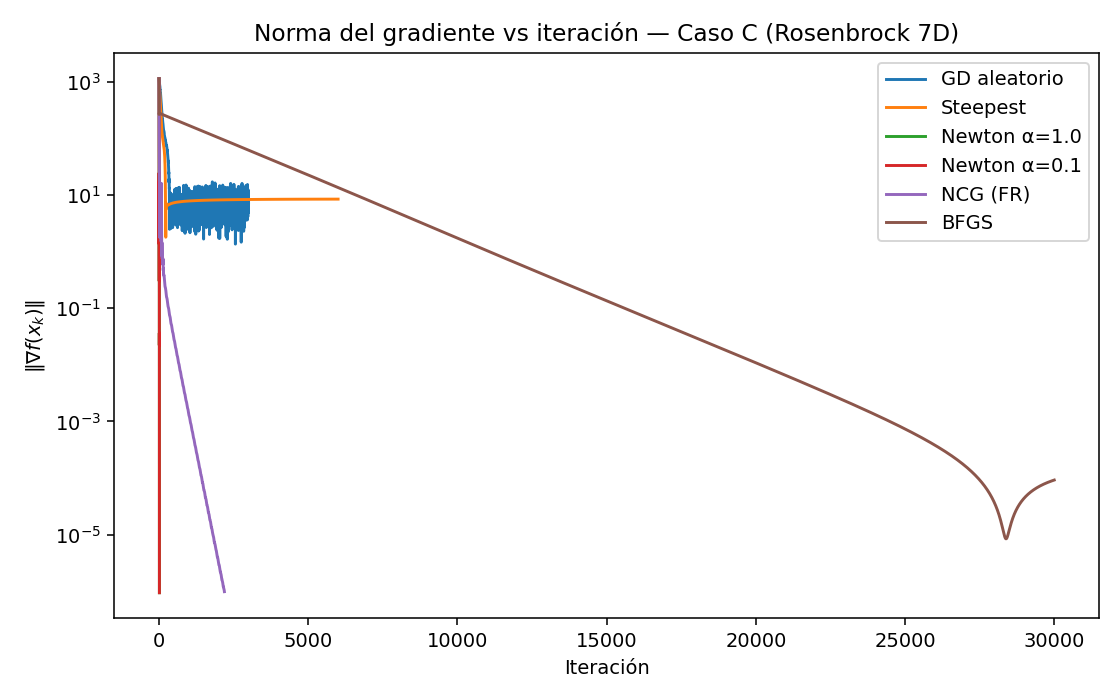 Norma del gradiente vs iteración — Caso C (Rosenbrock 7D)
GD aleatorio
Steepest
Newton α=1.0
Newton α=0.1
NCG (FR)
BFGS
‖∇f(xₖ)‖
10³
10¹
10⁻¹
10⁻³
10⁻⁵
0 5000 10000 15000 20000 25000 30000
Iteración